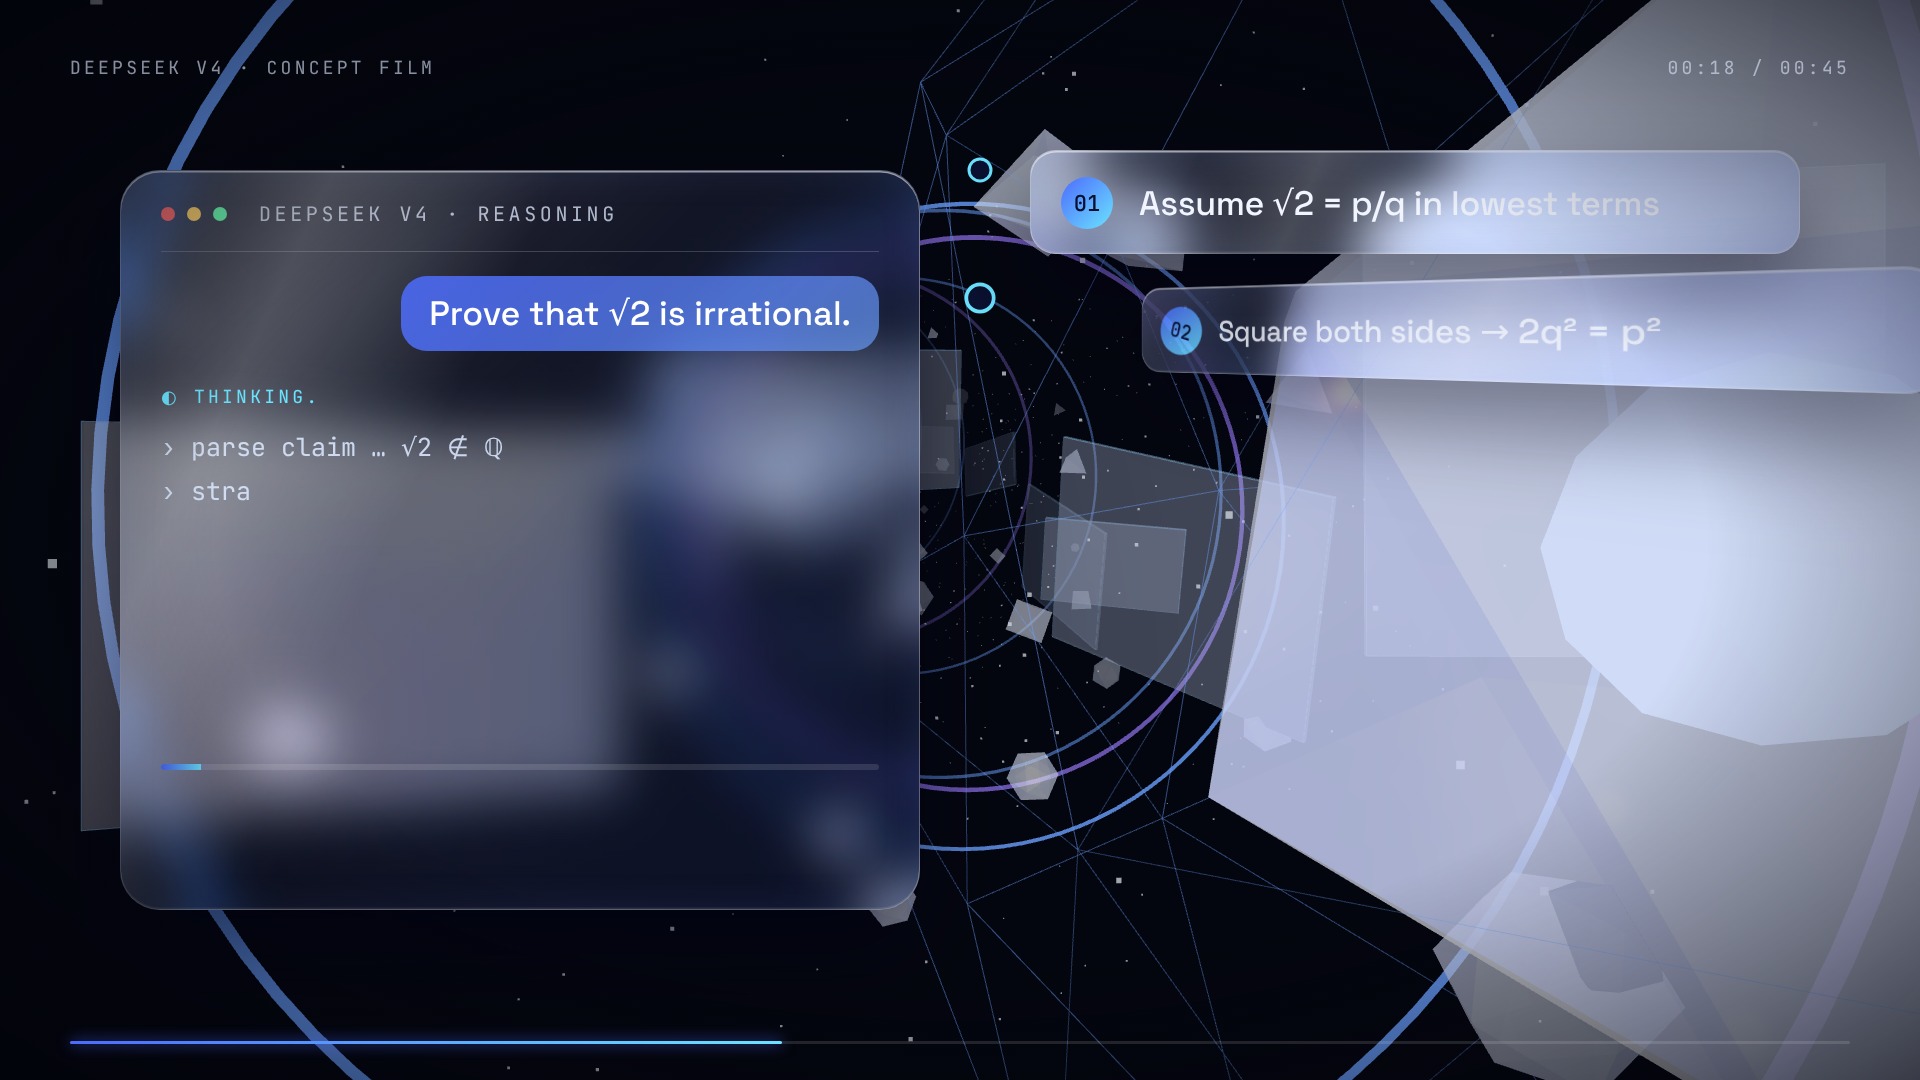 DEEPSEEK V4 · CONCEPT FILM
00:18 / 00:45
DEEPSEEK V4 · REASONING
Prove that √2 is irrational.
◐ THINKING.
› parse claim … √2 ∉ ℚ
› stra
01 Assume √2 = p/q in lowest terms
02 Square both sides → 2q² = p²